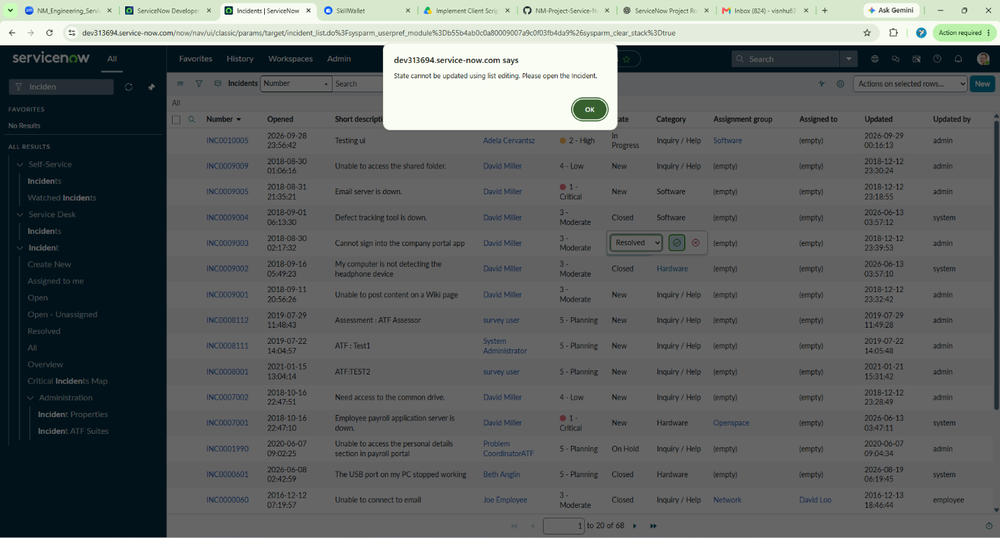 NM_Engineering_Servic
ServiceNow Developer
Incidents | ServiceNow
SkillWallet
Implement Client Scrip
NM-Project-Service-N
ServiceNow Project Ro
Inbox (824) - visnhu63
Ask Gemini
dev313694.service-now.com/now/nav/ui/classic/params/target/incident_list.do%3Fsysparm_userpref_module%3Db55b4ab0c0a80009007a9c0f03fb4da9%26sysparm_clear_stack%3Dtrue
Action required
servicenow
All
Favorites
History
Workspaces
Admin
Search
dev313694.service-now.com says
State cannot be updated using list editing. Please open the Incident.
OK
inciden
FAVORITES
No Results
ALL RESULTS
Self-Service
Incidents
Watched Incidents
Service Desk
Incidents
Incident
Create New
Assigned to me
Open
Open - Unassigned
Resolved
All
Overview
Critical Incidents Map
Administration
Incident Properties
Incident ATF Suites
Incidents Number Search
Actions on selected rows... New
All
Number Opened Short descripti ate Category Assignment group Assigned to Updated Updated by
INC0010005 2026-09-28 23:56:42 Testing ui Adela Cervantsz 2 - High In Progress Inquiry / Help Software (empty) 2026-09-29 00:16:13 admin
INC0009009 2018-08-30 01:06:16 Unable to access the shared folder. David Miller 4 - Low New Inquiry / Help (empty) (empty) 2018-12-12 23:30:24 admin
INC0009005 2018-08-31 21:35:21 Email server is down. David Miller 1 - Critical New Software (empty) (empty) 2018-12-12 23:18:55 admin
INC0009004 2018-09-01 06:13:30 Defect tracking tool is down. David Miller 3 - Moderate Closed Software (empty) (empty) 2026-06-13 03:57:12 system
INC0009003 2018-08-30 02:17:32 Cannot sign into the company portal app David Miller 3 - Moderate Resolved (empty) (empty) 2018-12-12 23:39:53 admin
INC0009002 2018-09-16 05:49:23 My computer is not detecting the headphone device David Miller 3 - Moderate Closed Hardware (empty) (empty) 2026-06-13 03:57:10 system
INC0009001 2018-09-11 20:56:26 Unable to post content on a Wiki page David Miller 3 - Moderate New Inquiry / Help (empty) (empty) 2018-12-12 23:32:42 admin
INC0008112 2019-07-29 11:48:43 Assessment : ATF Assessor survey user 5 - Planning New Inquiry / Help (empty) (empty) 2019-07-29 11:49:28 admin
INC0008111 2019-07-22 14:04:57 ATF : Test1 System Administrator 5 - Planning New Inquiry / Help (empty) (empty) 2019-07-22 14:05:48 admin
INC0008001 2021-01-15 13:04:14 ATF:TEST2 survey user 5 - Planning New Inquiry / Help (empty) (empty) 2021-01-21 15:31:42 admin
INC0007002 2018-10-16 22:47:51 Need access to the common drive. David Miller 4 - Low New Inquiry / Help (empty) (empty) 2018-12-12 23:28:49 admin
INC0007001 2018-10-16 22:47:10 Employee payroll application server is down. David Miller 1 - Critical New Hardware Openspace (empty) 2026-06-13 03:47:11 system
INC0001990 2020-06-07 09:02:25 Unable to access the personal details section in payroll portal Problem CoordinatorATF 5 - Planning On Hold Inquiry / Help (empty) (empty) 2020-06-07 09:04:34 admin
INC0000601 2026-06-08 02:42:59 The USB port on my PC stopped working Beth Anglin 5 - Planning Closed Hardware (empty) (empty) 2026-08-19 06:19:45 system
INC0000060 2016-12-12 07:19:57 Unable to connect to email Joe Employee 3 - Moderate Closed Inquiry / Help Network David Loo 2016-12-13 18:46:44 employee
1 to 20 of 68